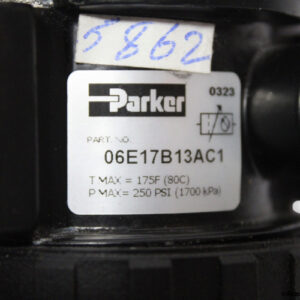 5862
Parker
0323
PART NO.
06E17B13AC1
T MAX = 175F (80C)
P MAX = 250 PSI (1700 kPa)